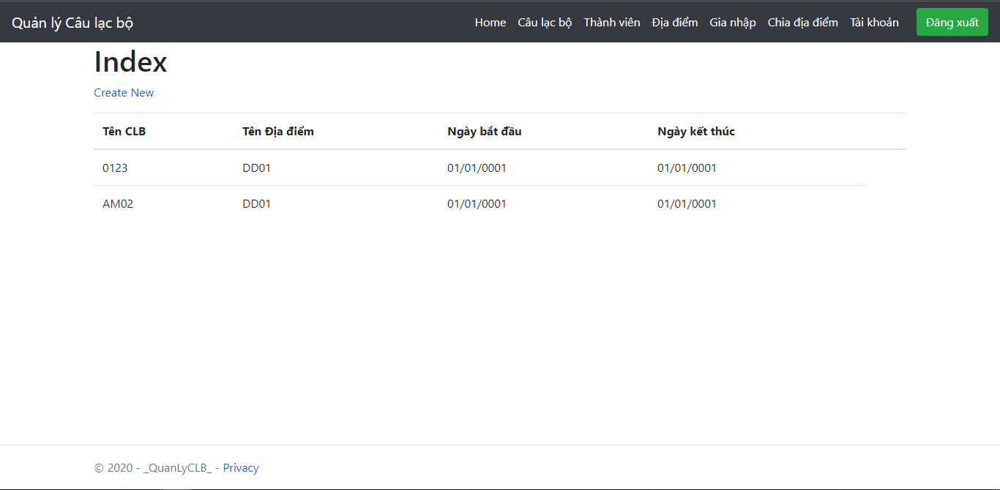 Quản lý Câu lạc bộ Home Câu lạc bộ Thành viên Địa điểm Gia nhập Chia địa điểm Tài khoản Đăng xuất
Index
Create New
Tên CLB Tên Địa điểm Ngày bắt đầu Ngày kết thúc
0123 DD01 01/01/0001 01/01/0001
AM02 DD01 01/01/0001 01/01/0001
© 2020 - _QuanLyCLB_ - Privacy